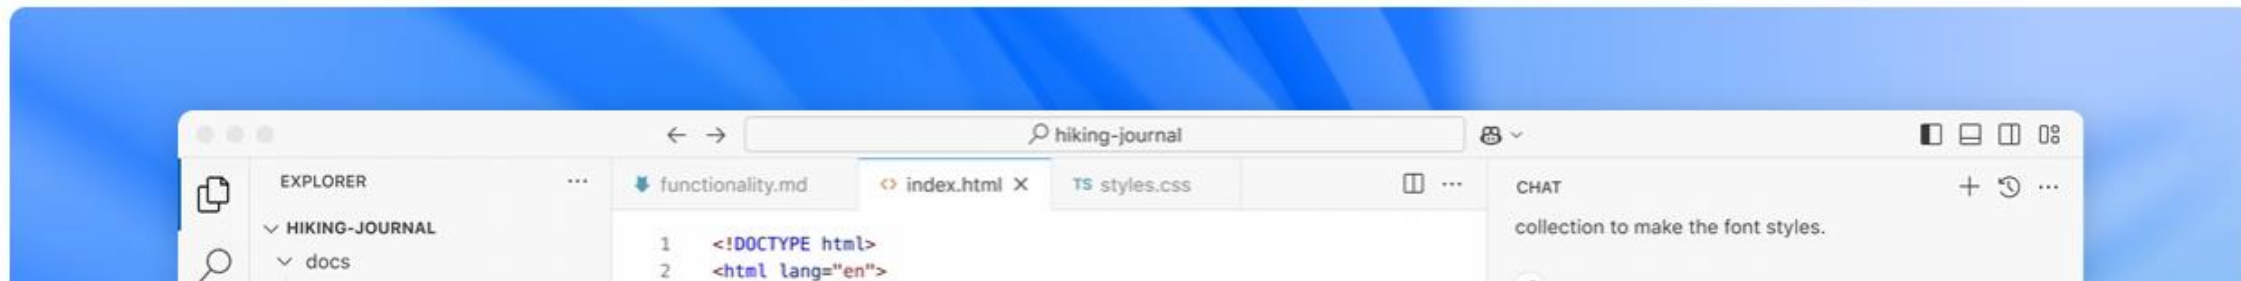 hiking-journal
EXPLORER
HIKING-JOURNAL
docs
functionality.md
index.html
TS styles.css
1 <!DOCTYPE html>
2 <html lang="en">
CHAT
collection to make the font styles.